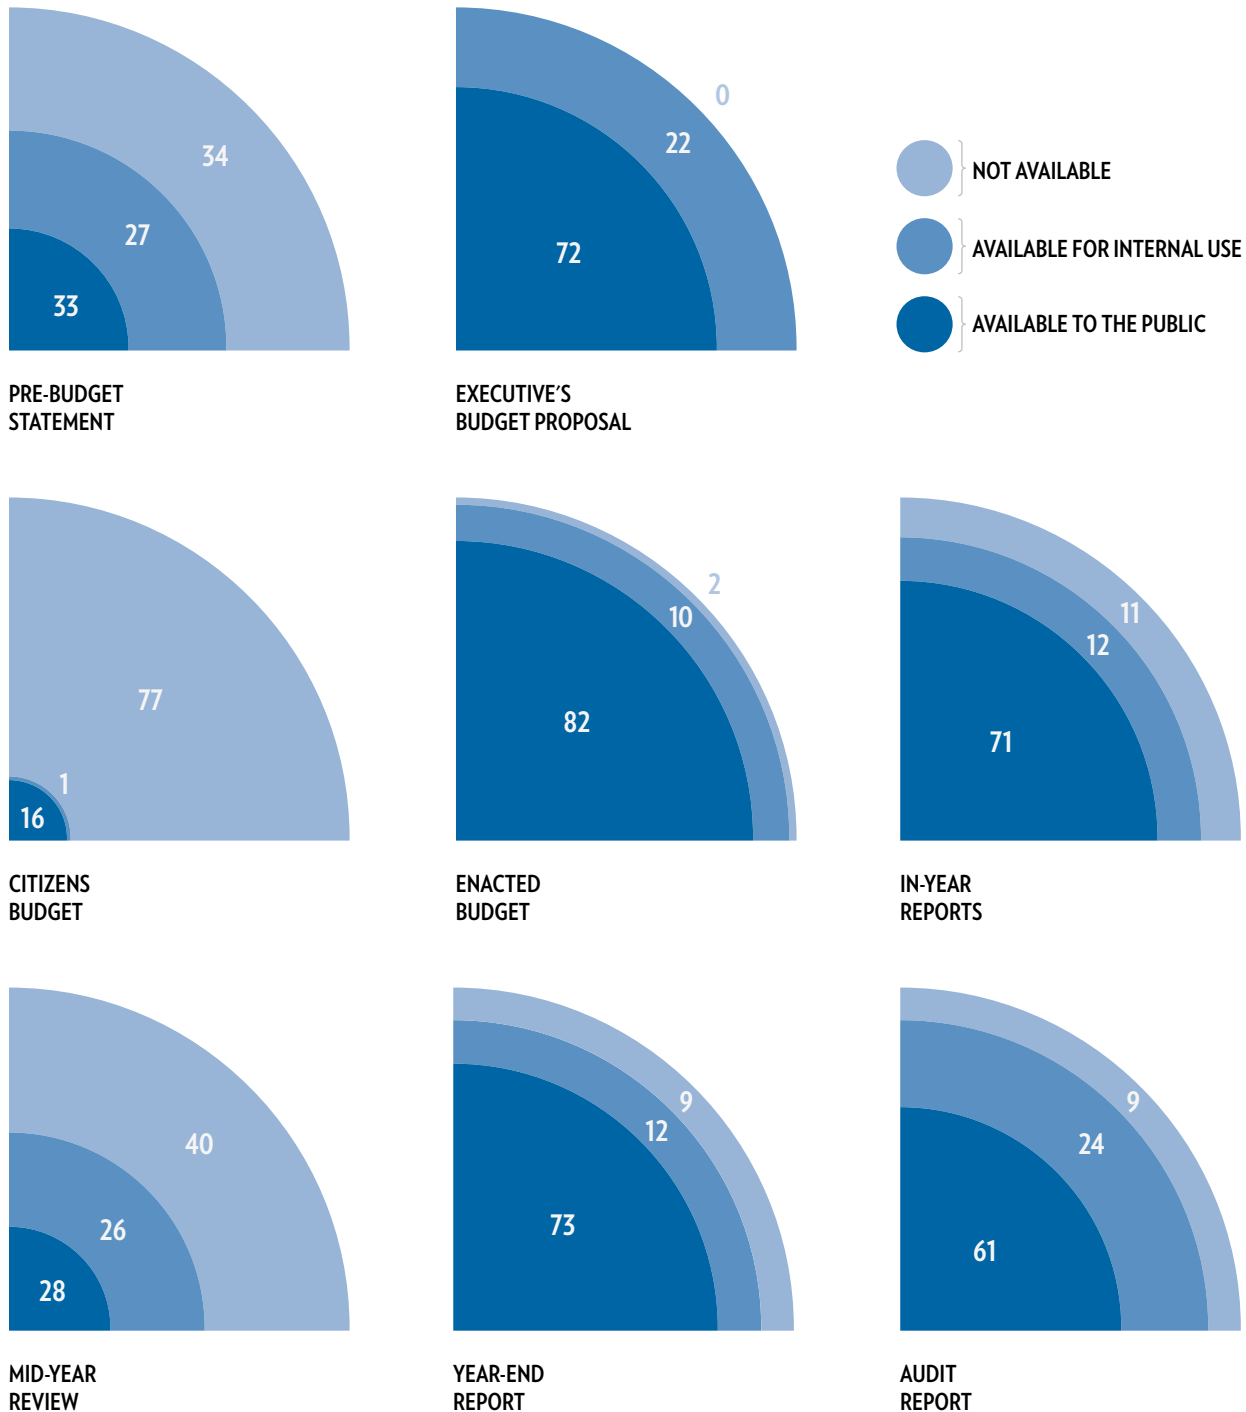 34
27
33
PRE-BUDGET
STATEMENT
0
22
72
EXECUTIVE'S
BUDGET PROPOSAL
NOT AVAILABLE
AVAILABLE FOR INTERNAL USE
AVAILABLE TO THE PUBLIC
77
1
16
CITIZENS
BUDGET
2
10
82
ENACTED
BUDGET
11
12
71
IN-YEAR
REPORTS
40
26
28
MID-YEAR
REVIEW
9
12
73
YEAR-END
REPORT
9
24
61
AUDIT
REPORT